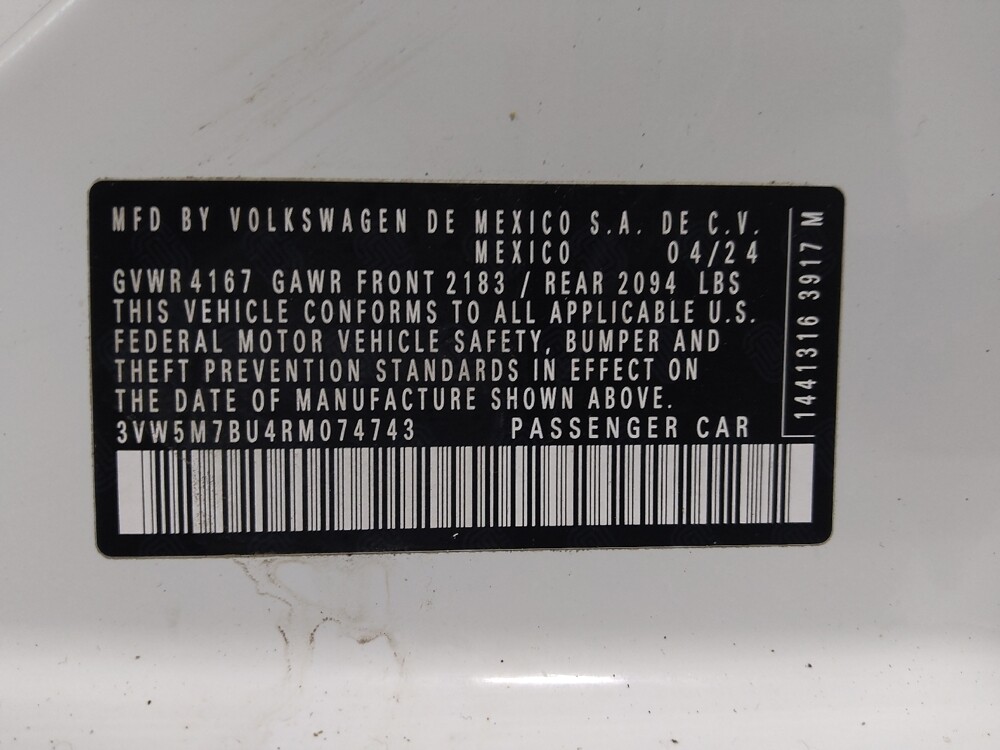 MFD BY VOLKSWAGEN DE MEXICO S.A. DE C.V.
MEXICO 04/24
GVWR 4167 GAWR FRONT 2183 / REAR 2094 LBS
THIS VEHICLE CONFORMS TO ALL APPLICABLE U.S.
FEDERAL MOTOR VEHICLE SAFETY, BUMPER AND
THEFT PREVENTION STANDARDS IN EFFECT ON
THE DATE OF MANUFACTURE SHOWN ABOVE.
3VW5M7BU4RM074743 PASSENGER CAR
1441316 3917 M